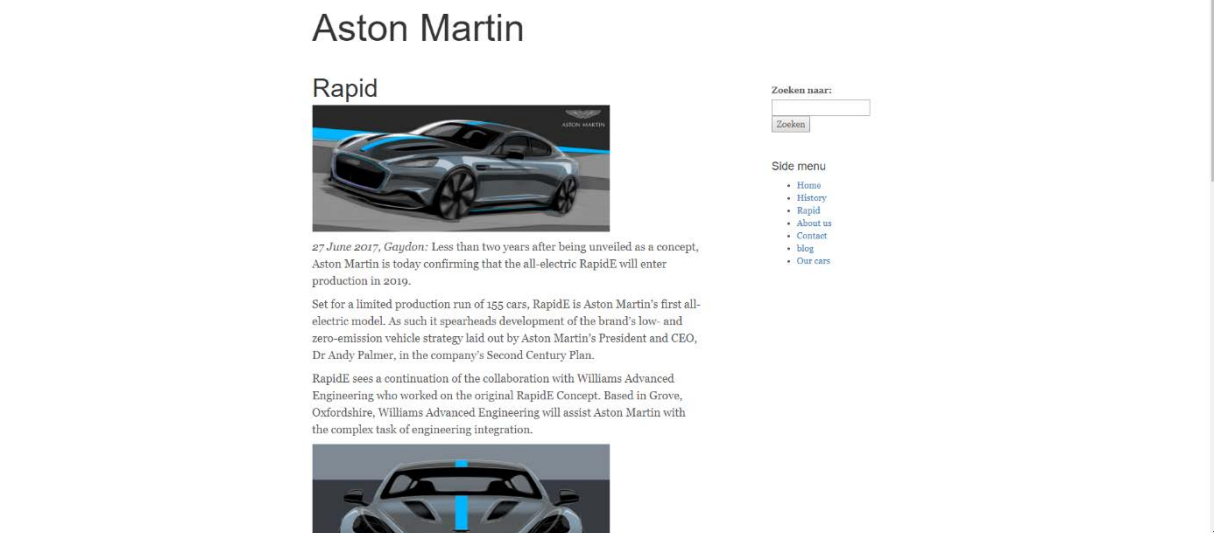 Aston Martin
Rapid
ASTON MARTIN
27 June 2017, Gaydon: Less than two years after being unveiled as a concept,
Aston Martin is today confirming that the all-electric RapidE will enter
production in 2019.
Set for a limited production run of 155 cars, RapidE is Aston Martin's first all-
electric model. As such it spearheads development of the brand's low- and
zero-emission vehicle strategy laid out by Aston Martin's President and CEO,
Dr Andy Palmer, in the company's Second Century Plan.
RapidE sees a continuation of the collaboration with Williams Advanced
Engineering who worked on the original RapidE Concept. Based in Grove,
Oxfordshire, Williams Advanced Engineering will assist Aston Martin with
the complex task of engineering integration.
Zoeken naar:
Zoeken
Side menu
Home
History
Rapid
About us
Contact
blog
Our cars